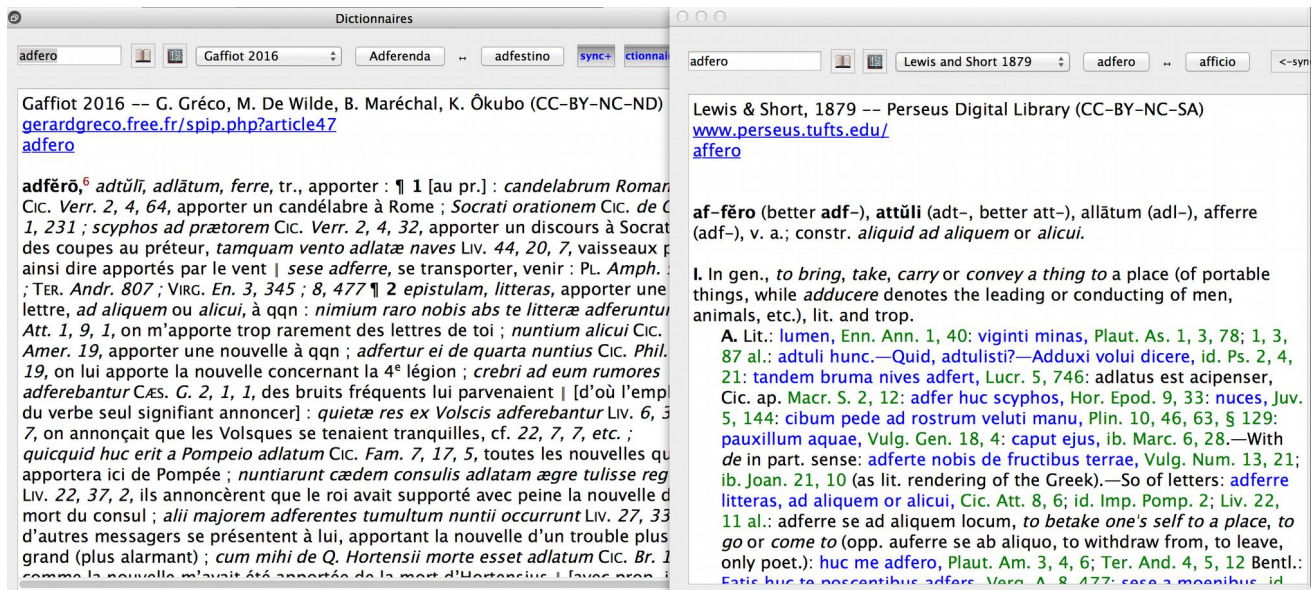 Dictionnaires
adfero
Gaffiot 2016
Adferenda
↔
adfestino
sync+
Gaffiot 2016 -- G. Gréco, M. De Wilde, B. Maréchal, K. Ôkubo (CC-BY-NC-ND)
gerardgreco.free.fr/spip.php?article47
adfero
adfĕrō,⁶ adtŭlī, adlātum, ferre, tr., apporter : ¶ 1 [au pr.] : candelabrum Roman
Cic. Verr. 2, 4, 64, apporter un candélabre à Rome ; Socrati orationem Cic. de
1, 231 ; scyphos ad prætorem Cic. Verr. 2, 4, 32, apporter un discours à Socrat
des coupes au préteur, tamquam vento adlatæ naves Liv. 44, 20, 7, vaisseaux
ainsi dire apportés par le vent | sese adferre, se transporter, venir : Pl. Amph.
; Ter. Andr. 807 ; Virg. En. 3, 345 ; 8, 477 ¶ 2 epistulam, litteras, apporter une
lettre, ad aliquem ou alicui, à qqn : nimium raro nobis abs te litteræ adferuntur
Att. 1, 9, 1, on m'apporte trop rarement des lettres de toi ; nuntium alicui Cic.
Amer. 19, apporter une nouvelle à qqn ; adfertur ei de quarta nuntius Cic. Phil.
19, on lui apporte la nouvelle concernant la 4ᵉ légion ; crebri ad eum rumores
adferebantur Cæs. G. 2, 1, 1, des bruits fréquents lui parvenaient | [d'où l'empl
du verbe seul signifiant annoncer] : quietæ res ex Volscis adferebantur Liv. 6, 3
7, on annonçait que les Volsques se tenaient tranquilles, cf. 22, 7, 7, etc. ;
quicquid huc erit a Pompeio adlatum Cic. Fam. 7, 17, 5, toutes les nouvelles qu
apportera ici de Pompée ; nuntiarunt cædem consulis adlatam ægre tulisse reg
Liv. 22, 37, 2, ils annoncèrent que le roi avait supporté avec peine la nouvelle d
mort du consul ; alii majorem adferentes tumultum nuntii occurrunt Liv. 27, 33
d'autres messagers se présentent à lui, apportant la nouvelle d'un trouble plus
grand (plus alarmant) ; cum mihi de Q. Hortensii morte esset adlatum Cic. Br. 1
comme la nouvelle m'avait été apportée de la mort d'Hortensius | [avec prop. i
adfero
Lewis and Short 1879
adfero
↔
afficio
<-syn
Lewis & Short, 1879 -- Perseus Digital Library (CC-BY-NC-SA)
www.perseus.tufts.edu/
affero
af-fĕro (better adf-), attŭli (adt-, better att-), allātum (adl-), afferre
(adf-), v. a.; constr. aliquid ad aliquem or alicui.
I. In gen., to bring, take, carry or convey a thing to a place (of portable
things, while adducere denotes the leading or conducting of men,
animals, etc.), lit. and trop.
A. Lit.: lumen, Enn. Ann. 1, 40: viginti minas, Plaut. As. 1, 3, 78; 1, 3,
87 al.: adtuli hunc.—Quid, adtulisti?—Adduxi volui dicere, id. Ps. 2, 4,
21: tandem bruma nives adfert, Lucr. 5, 746: adlatus est acipenser,
Cic. ap. Macr. S. 2, 12: adfer huc scyphos, Hor. Epod. 9, 33: nuces, Juv.
5, 144: cibum pede ad rostrum veluti manu, Plin. 10, 46, 63, § 129:
pauxillum aquae, Vulg. Gen. 18, 4: caput ejus, ib. Marc. 6, 28.—With
de in part. sense: adferte nobis de fructibus terrae, Vulg. Num. 13, 21;
ib. Joan. 21, 10 (as lit. rendering of the Greek).—So of letters: adferre
litteras, ad aliquem or alicui, Cic. Att. 8, 6; id. Imp. Pomp. 2; Liv. 22,
11 al.: adferre se ad aliquem locum, to betake one's self to a place, to
go or come to (opp. auferre se ab aliquo, to withdraw from, to leave,
only poet.): huc me adfero, Plaut. Am. 3, 4, 6; Ter. And. 4, 5, 12 Bentl.:
Fatis huc te poscentibus adfers, Verg. A. 8, 477: sese a moenibus, id.